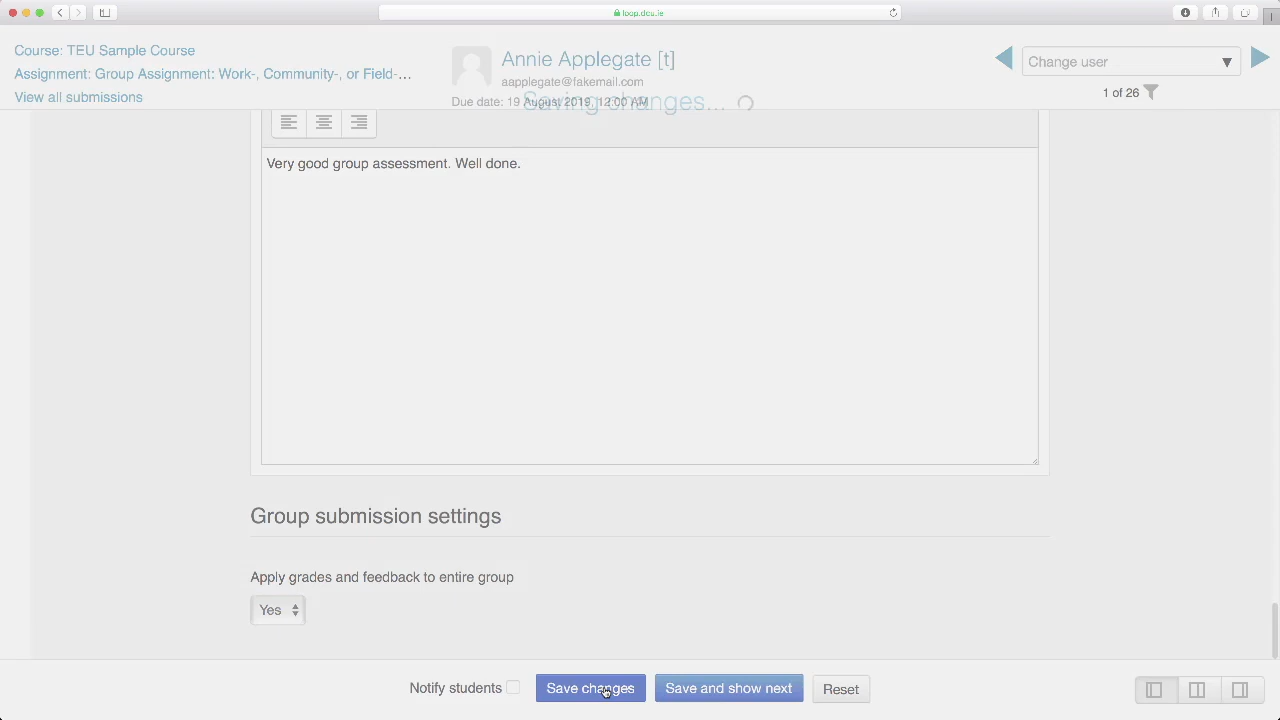 loop.dcu.ie
Course: TEU Sample Course
Assignment: Group Assignment: Work-, Community-, or Field-...
View all submissions
Annie Applegate [t]
aapplegate@fakemail.com
Due date: 19 August 2019, 12:00 AM
Saving changes...
Change user
1 of 26
Very good group assessment. Well done.
Group submission settings
Apply grades and feedback to entire group
Yes
Notify students
Save changes
Save and show next
Reset